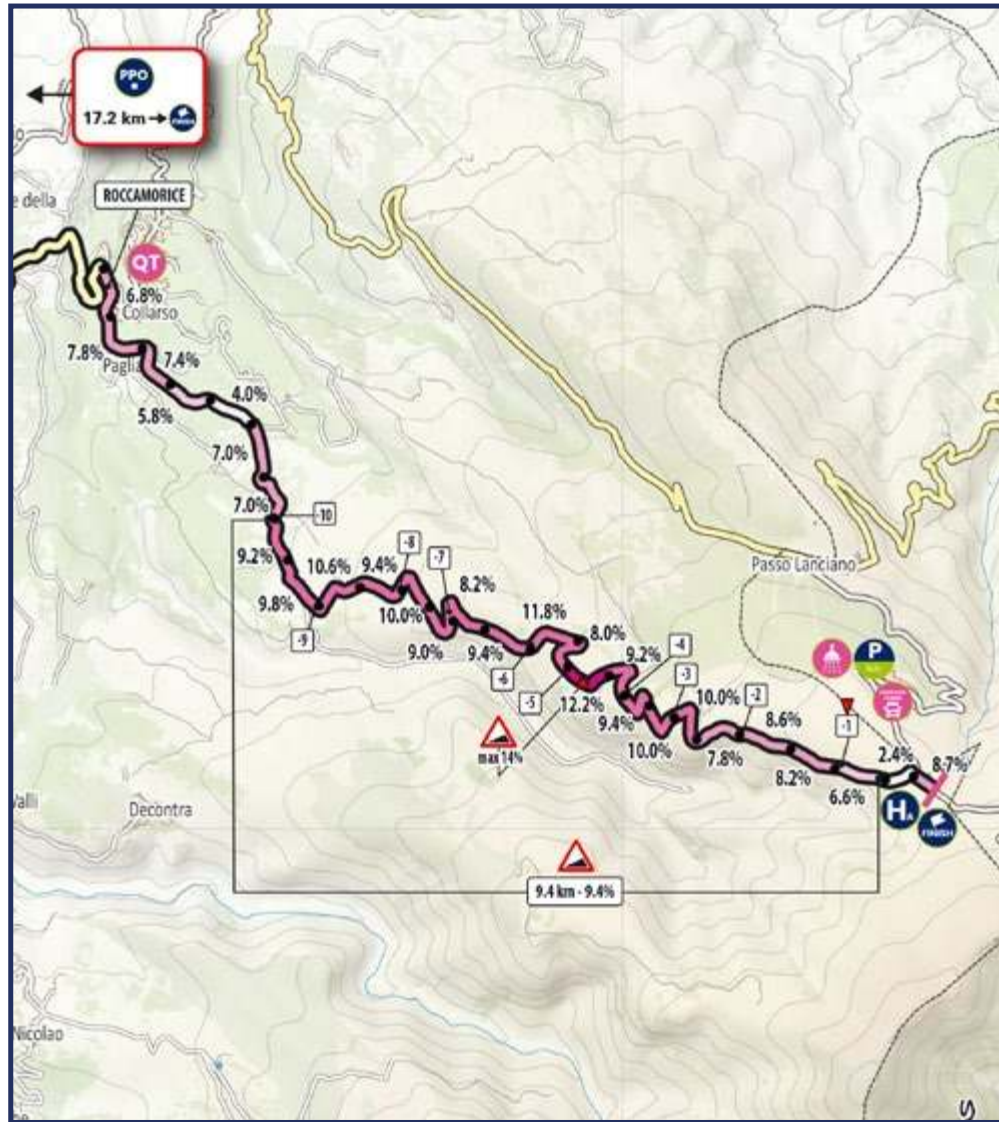 PPO
17.2 km
FINISH
ROCCAMORICE
e della
QT
6.8%
Collarso
7.8%
Paglia
7.4%
4.0%
5.8%
7.0%
7.0%
-10
9.2%
10.6%
9.4%
-8
-7
8.2%
9.8%
-9
10.0%
9.0%
9.4%
11.8%
-6
8.0%
-5
12.2%
9.2%
-4
9.4%
-3
10.0%
10.0%
-2
7.8%
8.6%
8.2%
-1
6.6%
2.4%
8.7%
Passo Lanciano
P
max 14%
H
FINISH
Valli
Decontra
9.4 km - 9.4%
Nicolao
S